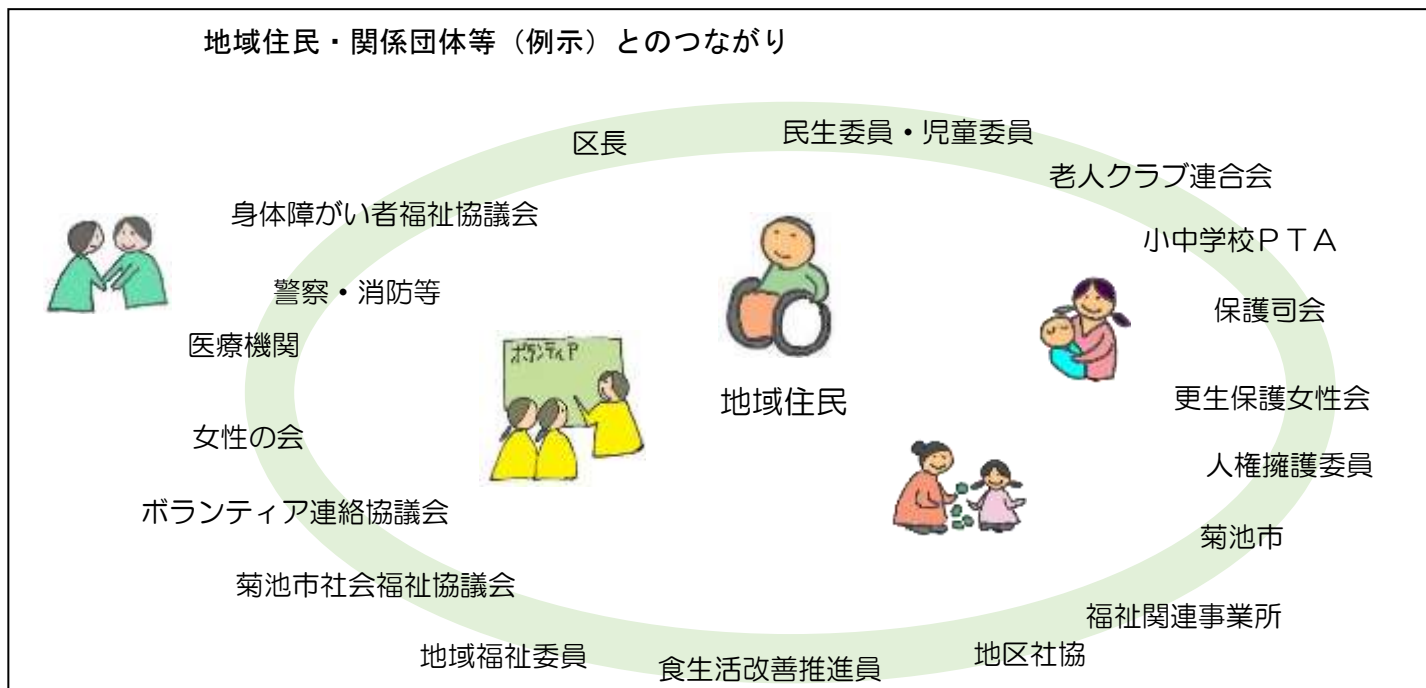 地域住民・関係団体等（例示）とのつながり
区長
民生委員・児童委員
老人クラブ連合会
身体障がい者福祉協議会
小中学校ＰＴＡ
警察・消防等
保護司会
医療機関
ボランティア
地域住民
更生保護女性会
女性の会
人権擁護委員
ボランティア連絡協議会
菊池市
菊池市社会福祉協議会
福祉関連事業所
地域福祉委員
食生活改善推進員
地区社協